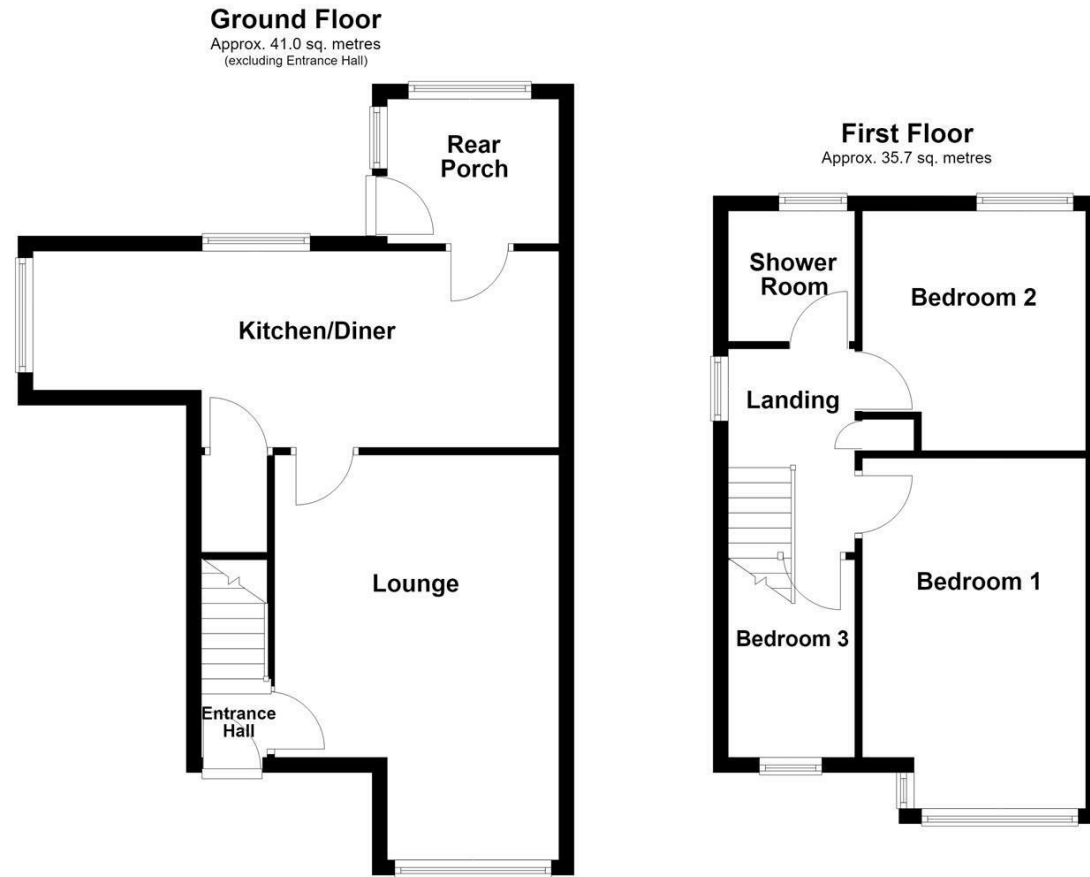 Ground Floor
Approx. 41.0 sq. metres
(excluding Entrance Hall)
Rear
Porch
Kitchen/Diner
Lounge
Entrance
Hall
First Floor
Approx. 35.7 sq. metres
Shower
Room
Bedroom 2
Landing
Bedroom 1
Bedroom 3